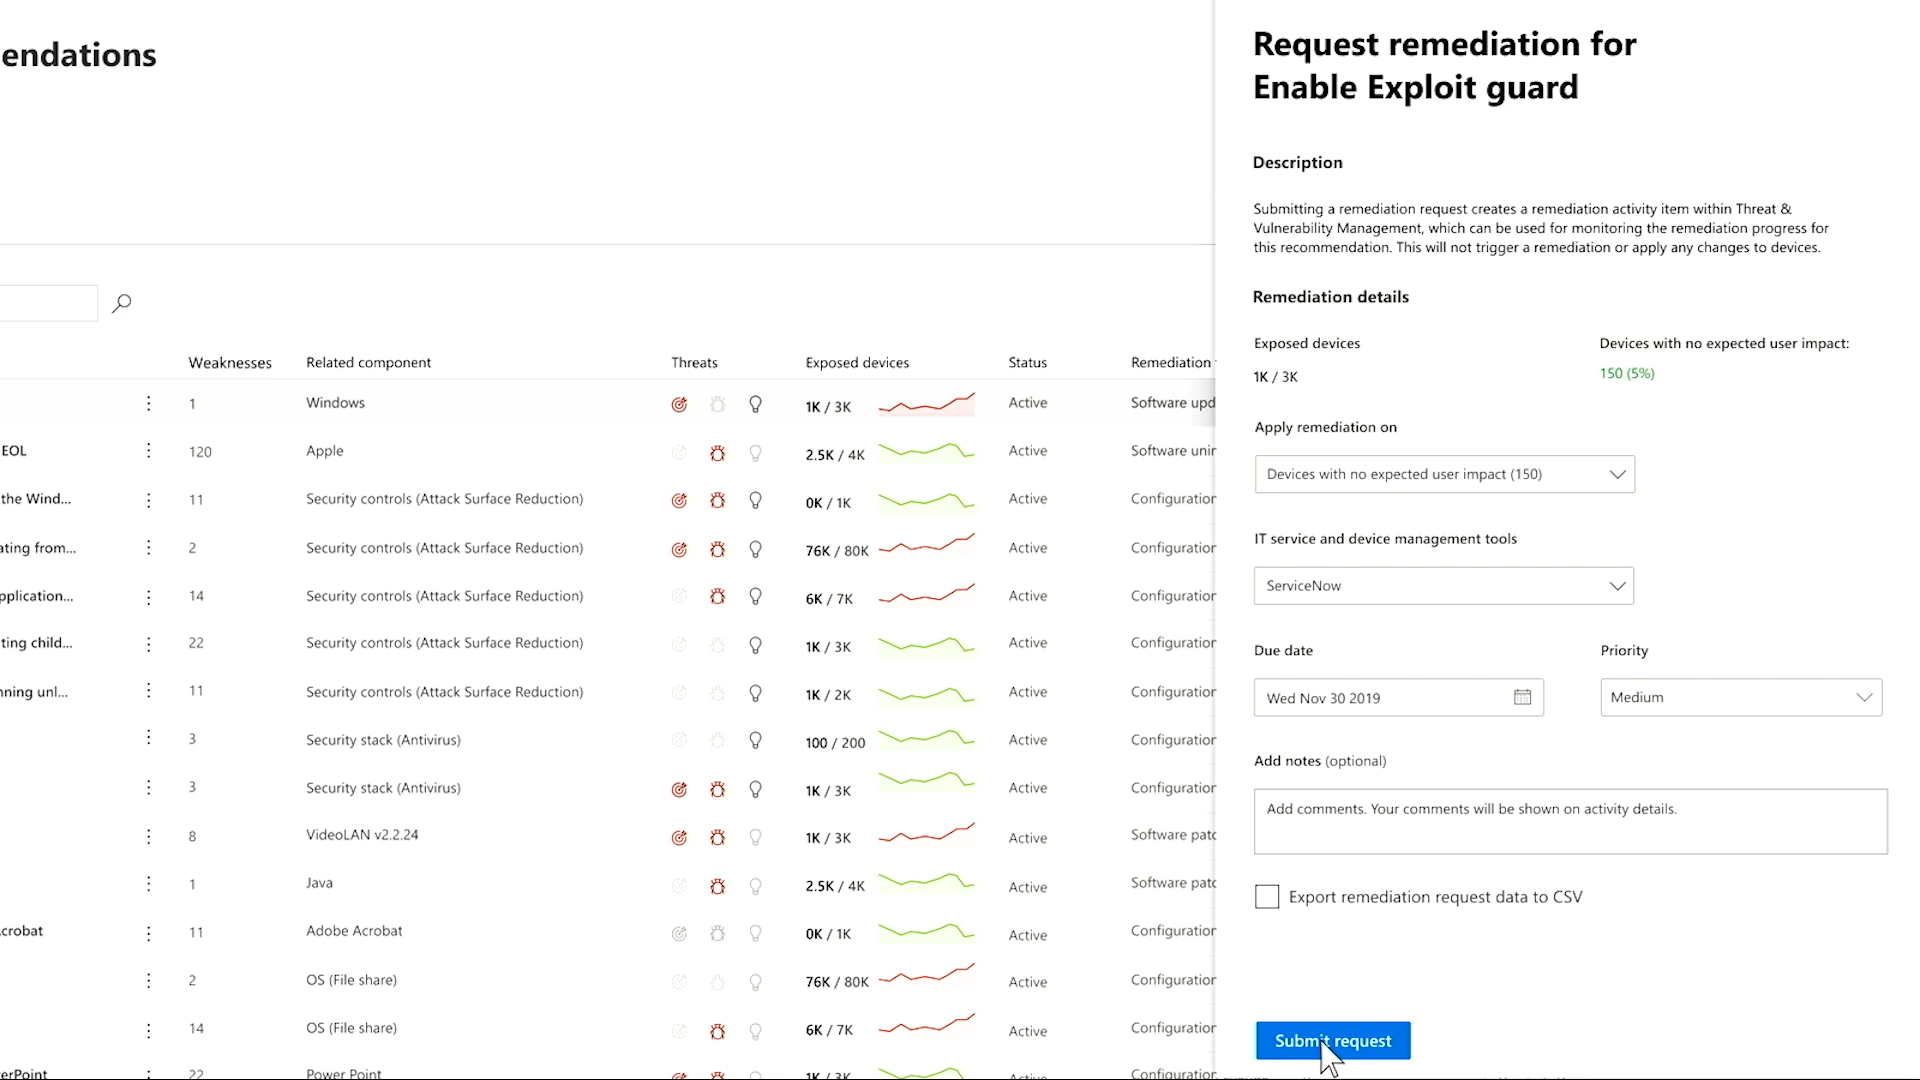 endations
Weaknesses Related component Threats Exposed devices Status Remediation
1 Windows 1K / 3K Active Software upd
EOL 120 Apple 2.5K / 4K Active Software unin
the Wind... 11 Security controls (Attack Surface Reduction) 0K / 1K Active Configuration
ating from... 2 Security controls (Attack Surface Reduction) 76K / 80K Active Configuration
pplication... 14 Security controls (Attack Surface Reduction) 6K / 7K Active Configuration
ting child... 22 Security controls (Attack Surface Reduction) 1K / 3K Active Configuration
nning unl... 11 Security controls (Attack Surface Reduction) 1K / 2K Active Configuration
3 Security stack (Antivirus) 100 / 200 Active Configuration
3 Security stack (Antivirus) 1K / 3K Active Configuration
8 VideoLAN v2.2.24 1K / 3K Active Software patc
1 Java 2.5K / 4K Active Software patc
crobat 11 Adobe Acrobat 0K / 1K Active Configuration
2 OS (File share) 76K / 80K Active Configuration
14 OS (File share) 6K / 7K Active Configuration
erPoint 22 Power Point 1K / 3K Active Configuration
Request remediation for
Enable Exploit guard
Description
Submitting a remediation request creates a remediation activity item within Threat &
Vulnerability Management, which can be used for monitoring the remediation progress for
this recommendation. This will not trigger a remediation or apply any changes to devices.
Remediation details
Exposed devices Devices with no expected user impact:
1K / 3K 150 (5%)
Apply remediation on
Devices with no expected user impact (150)
IT service and device management tools
ServiceNow
Due date Priority
Wed Nov 30 2019 Medium
Add notes (optional)
Add comments. Your comments will be shown on activity details.
Export remediation request data to CSV
Submit request